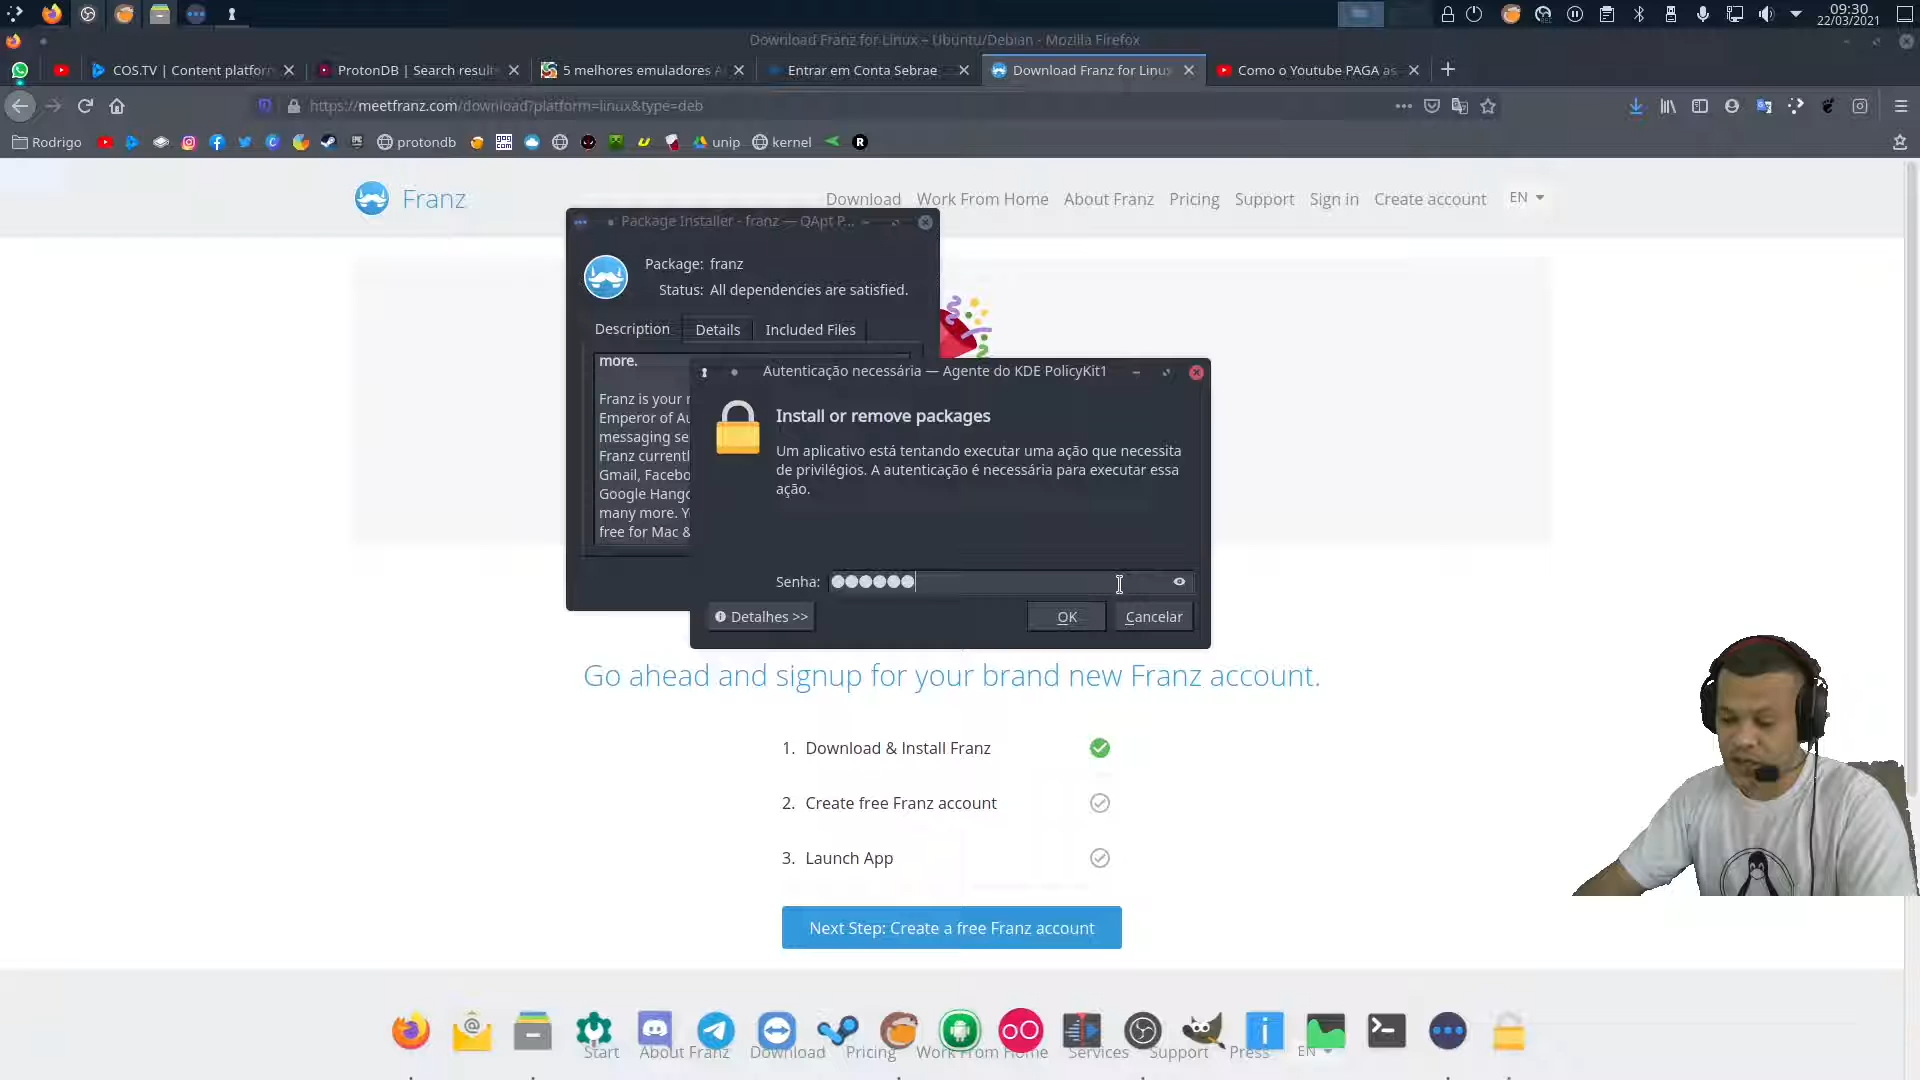 09:30
22/03/2021
Download Franz for Linux – Ubuntu/Debian - Mozilla Firefox
COS.TV | Content platfor
ProtonDB | Search result
5 melhores emuladores A
Entrar em Conta Sebrae
Download Franz for Linux
Como o Youtube PAGA as
https://meetfranz.com/download?platform=linux&type=deb
Rodrigo
protondb
unip
kernel
R
Franz
Download
Work From Home
About Franz
Pricing
Support
Sign in
Create account
EN
Package Installer - franz — QApt P...
Package: franz
Status: All dependencies are satisfied.
Description
Details
Included Files
more.
Franz is your
Emperor of Au
messaging se
Franc currentl
Gmail, Facebo
Google Hango
many more. Y
free for Mac &
Autenticação necessária — Agente do KDE PolicyKit1
Install or remove packages
Um aplicativo está tentando executar uma ação que necessita
de privilégios. A autenticação é necessária para executar essa
ação.
Senha:
Detalhes >>
OK
Cancelar
Go ahead and signup for your brand new Franz account.
1. Download & Install Franz
2. Create free Franz account
3. Launch App
Next Step: Create a free Franz account
Start
About Franz
Download
Pricing
Work From Home
Services
Support
Press
EN